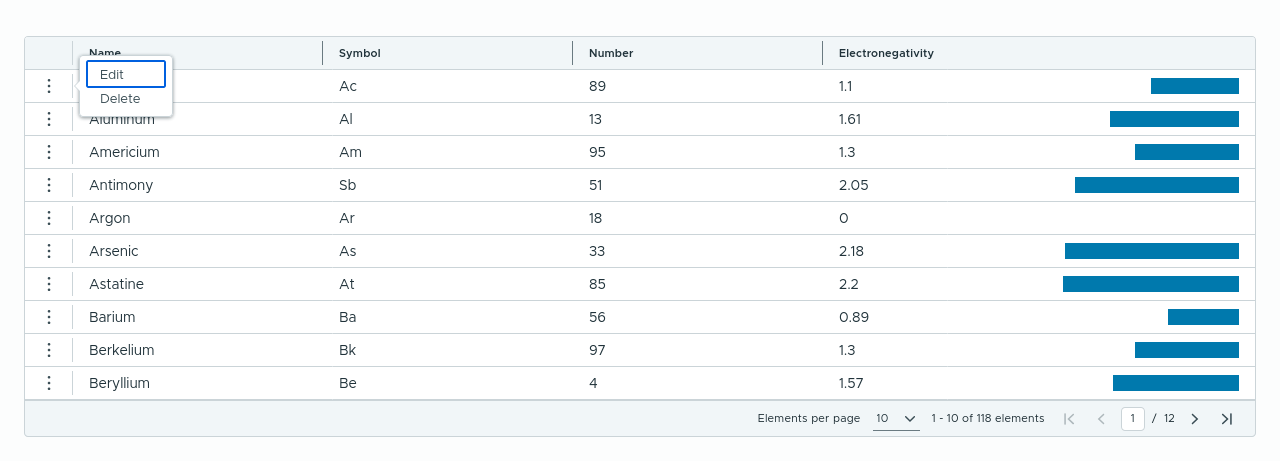 Name Symbol Number Electronegativity
Edit
Delete
Ac 89 1.1
Aluminum Al 13 1.61
Americium Am 95 1.3
Antimony Sb 51 2.05
Argon Ar 18 0
Arsenic As 33 2.18
Astatine At 85 2.2
Barium Ba 56 0.89
Berkelium Bk 97 1.3
Beryllium Be 4 1.57
Elements per page 10 1 - 10 of 118 elements 1 / 12